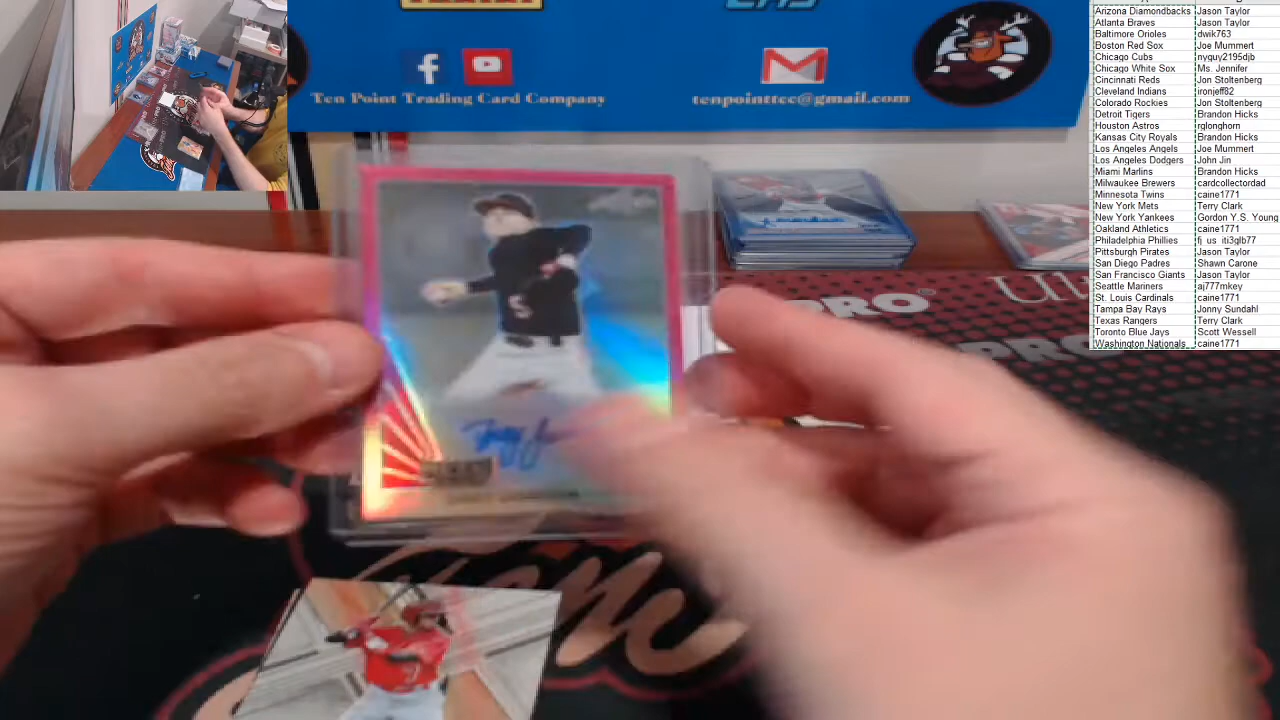 Ten Point Trading Card Company
tenpointtcc@gmail.com
PRO
Ul
PRO
Arizona Diamondbacks Jason Taylor
Atlanta Braves Jason Taylor
Baltimore Orioles dwik763
Boston Red Sox Joe Mummert
Chicago Cubs nyguy2195djb
Chicago White Sox Ms. Jennifer
Cincinnati Reds Jon Stoltenberg
Cleveland Indians ironjeff82
Colorado Rockies Jon Stoltenberg
Detroit Tigers Brandon Hicks
Houston Astros rglonghorn
Kansas City Royals Brandon Hicks
Los Angeles Angels Joe Mummert
Los Angeles Dodgers John Jin
Miami Marlins Brandon Hicks
Milwaukee Brewers cardcollectordad
Minnesota Twins caine1771
New York Mets Terry Clark
New York Yankees Gordon Y.S. Young
Oakland Athletics caine1771
Philadelphia Phillies fj_us_iti3glb77
Pittsburgh Pirates Jason Taylor
San Diego Padres Shawn Carone
San Francisco Giants Jason Taylor
Seattle Mariners aj777mkey
St. Louis Cardinals caine1771
Tampa Bay Rays Jonny Sundahl
Texas Rangers Terry Clark
Toronto Blue Jays Scott Wessell
Washington Nationals caine1771